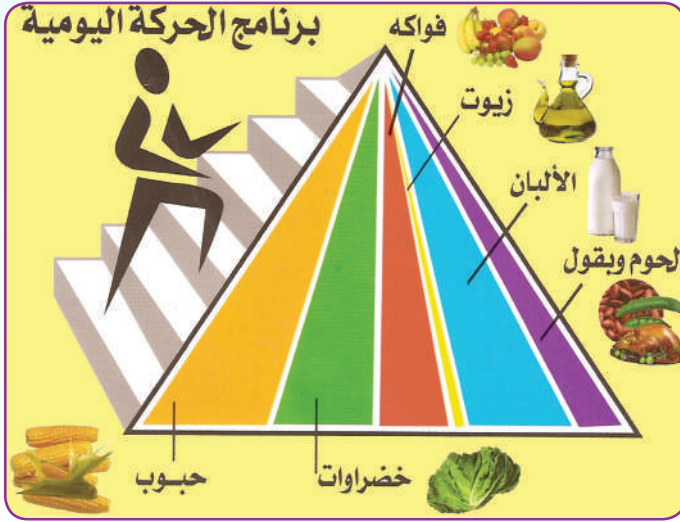 برنامج الحركة اليومية
فواكه
زيوت
الألبان
لحوم وبقول
حبوب
خضراوات